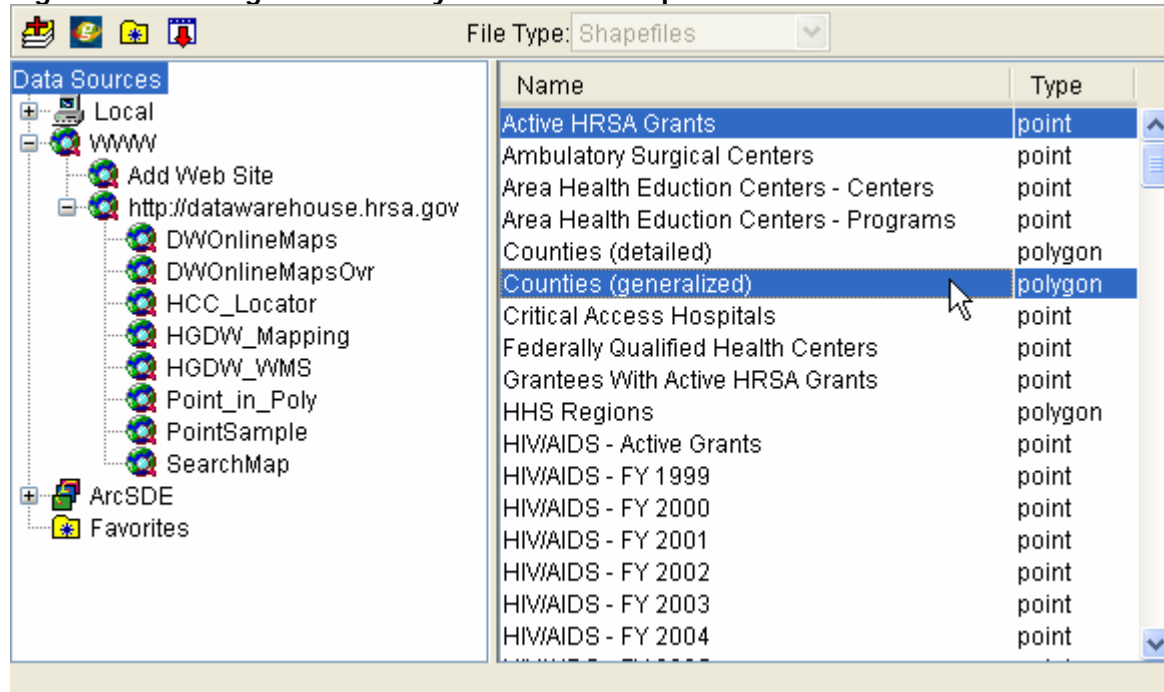 File Type: Shapefiles
Data Sources
Local
WWW
Add Web Site
http://datawarehouse.hrsa.gov
DWOnlineMaps
DWOnlineMapsOvr
HCC_Locator
HGDW_Mapping
HGDW_WMS
Point_in_Poly
PointSample
SearchMap
ArcSDE
Favorites
Name Type
Active HRSA Grants point
Ambulatory Surgical Centers point
Area Health Eduction Centers - Centers point
Area Health Eduction Centers - Programs point
Counties (detailed) polygon
Counties (generalized) polygon
Critical Access Hospitals point
Federally Qualified Health Centers point
Grantees With Active HRSA Grants point
HHS Regions polygon
HIV/AIDS - Active Grants point
HIV/AIDS - FY 1999 point
HIV/AIDS - FY 2000 point
HIV/AIDS - FY 2001 point
HIV/AIDS - FY 2002 point
HIV/AIDS - FY 2003 point
HIV/AIDS - FY 2004 point